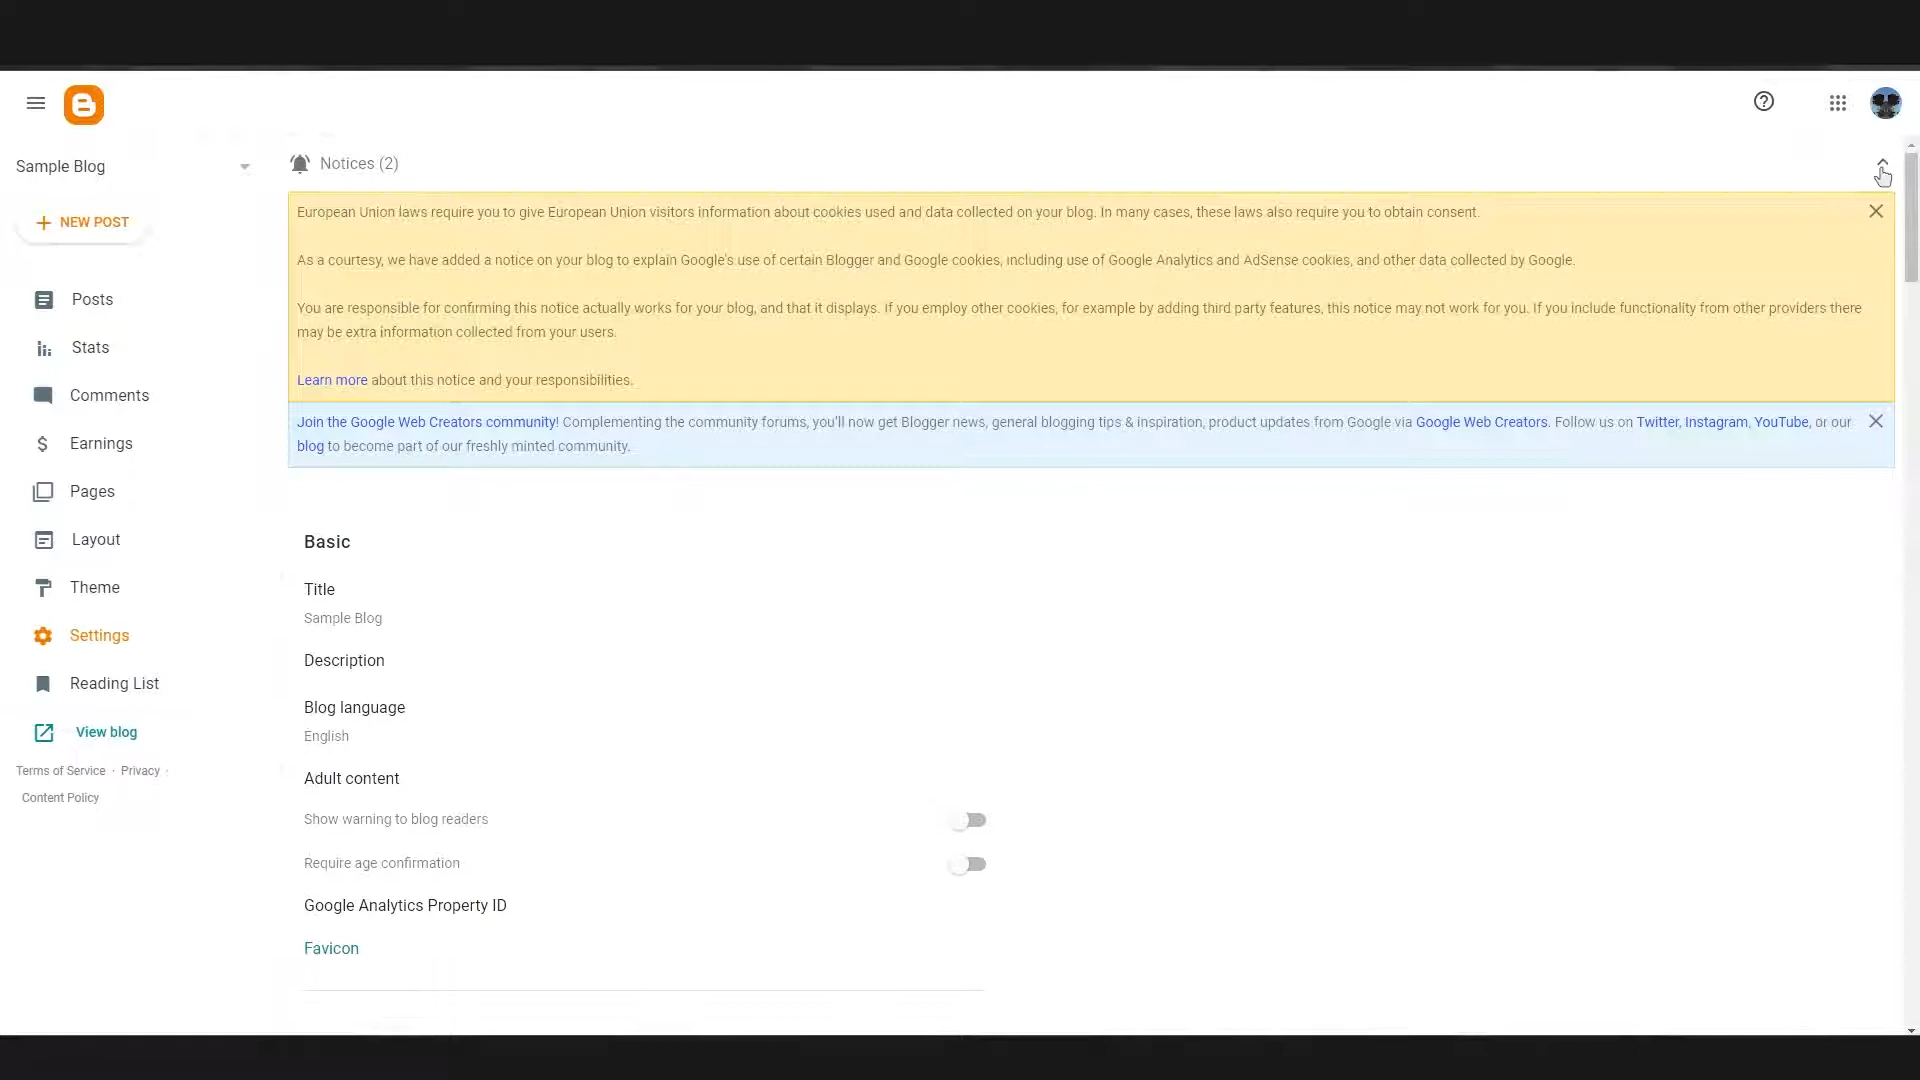 Sample Blog
NEW POST
Posts
Stats
Comments
Earnings
Pages
Layout
Theme
Settings
Reading List
View blog
Terms of Service · Privacy ·
Content Policy
Notices (2)
European Union laws require you to give European Union visitors information about cookies used and data collected on your blog. In many cases, these laws also require you to obtain consent.
As a courtesy, we have added a notice on your blog to explain Google's use of certain Blogger and Google cookies, including use of Google Analytics and AdSense cookies, and other data collected by Google.
You are responsible for confirming this notice actually works for your blog, and that it displays. If you employ other cookies, for example by adding third party features, this notice may not work for you. If you include functionality from other providers there
may be extra information collected from your users.
Learn more about this notice and your responsibilities.
Join the Google Web Creators community! Complementing the community forums, you'll now get Blogger news, general blogging tips & inspiration, product updates from Google via Google Web Creators. Follow us on Twitter, Instagram, YouTube, or our
blog to become part of our freshly minted community.
Basic
Title
Sample Blog
Description
Blog language
English
Adult content
Show warning to blog readers
Require age confirmation
Google Analytics Property ID
Favicon